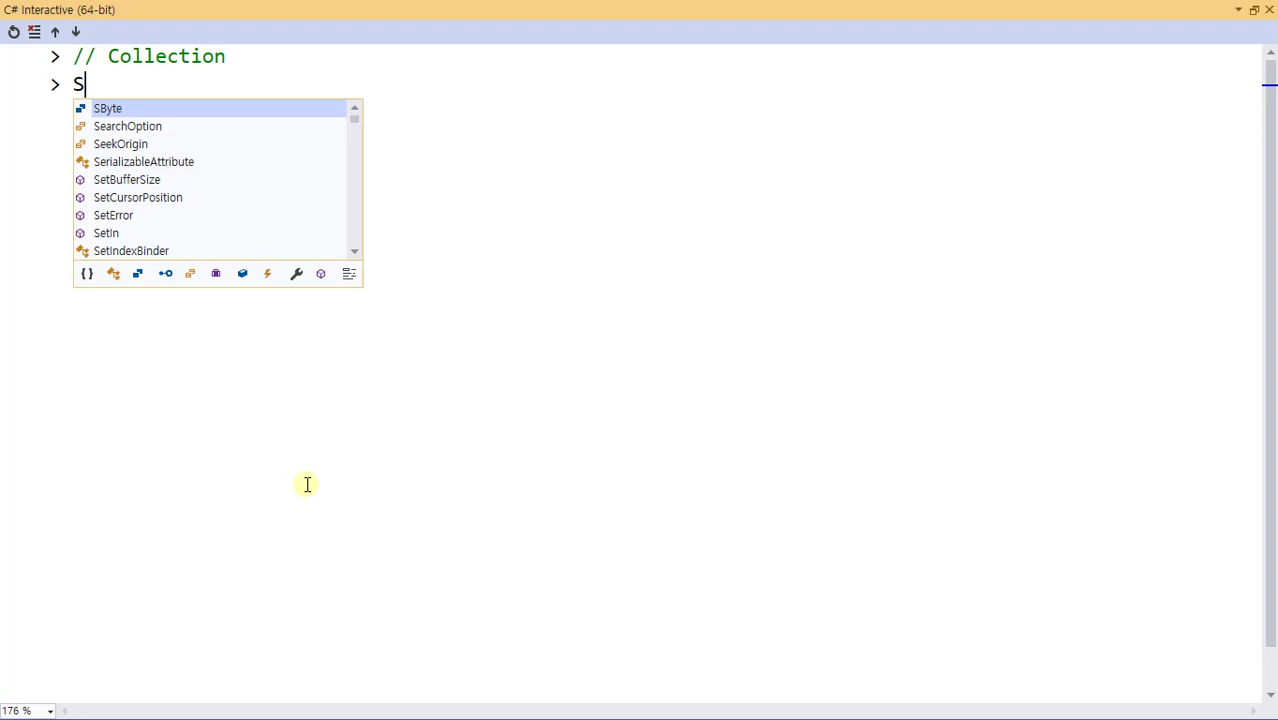 C# Interactive (64-bit)
> // Collection
> S
SByte
SearchOption
SeekOrigin
SerializableAttribute
SetBufferSize
SetCursorPosition
SetError
SetIn
SetIndexBinder
{}
176 %